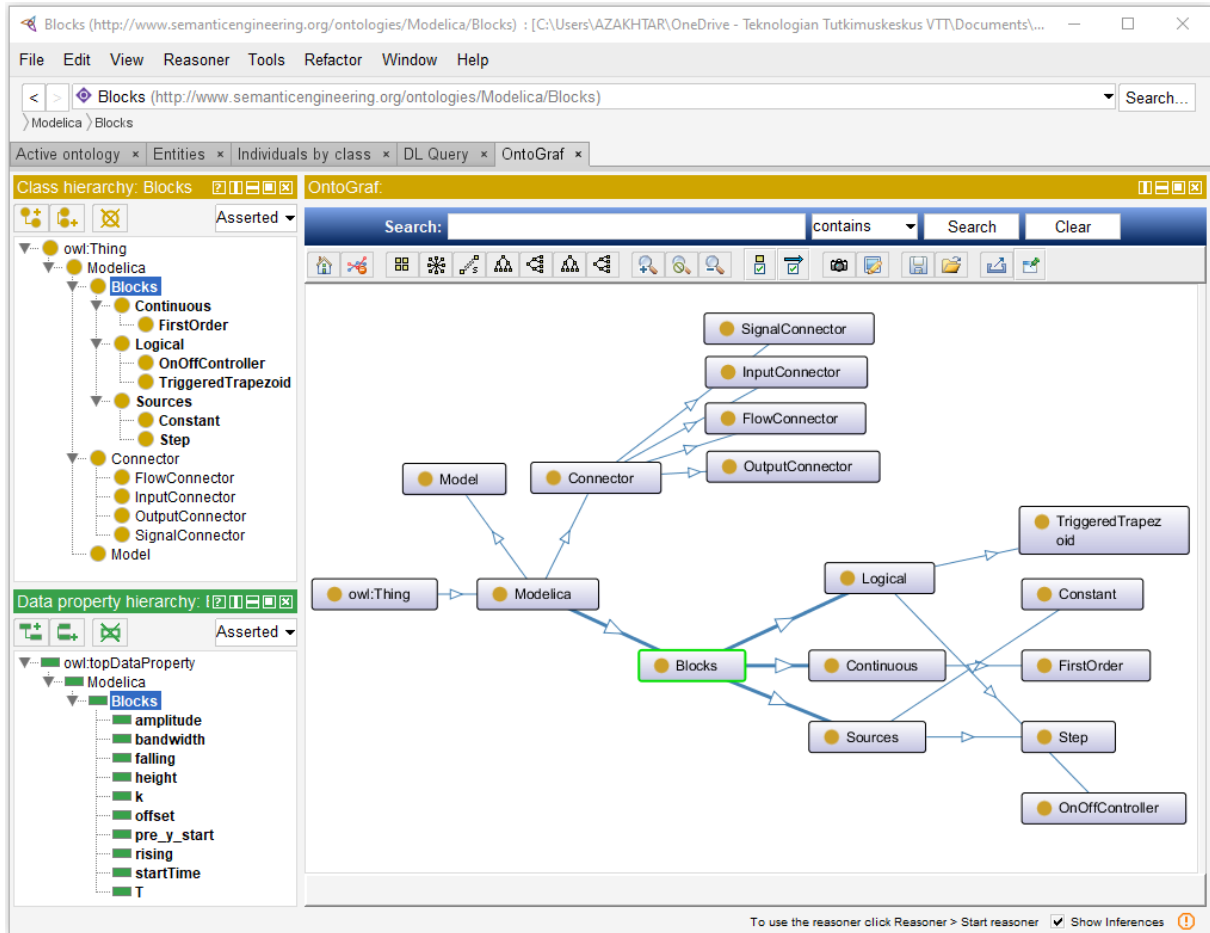 Blocks (http://www.semanticengineering.org/ontologies/Modelica/Blocks) : [C:\Users\AZAKHTAR\OneDrive - Teknologian Tutkimuskeskus VTT\Documents\...
File Edit View Reasoner Tools Refactor Window Help
< > Blocks (http://www.semanticengineering.org/ontologies/Modelica/Blocks) Search...
Modelica Blocks
Active ontology × Entities × Individuals by class × DL Query × OntoGraf ×
Class hierarchy: Blocks
Asserted
owl:Thing
Modelica
Blocks
Continuous
FirstOrder
Logical
OnOffController
TriggeredTrapezoid
Sources
Constant
Step
Connector
FlowConnector
InputConnector
OutputConnector
SignalConnector
Model
Data property hierarchy:
Asserted
owl:topDataProperty
Modelica
Blocks
amplitude
bandwidth
falling
height
k
offset
pre_y_start
rising
startTime
T
OntoGraf:
Search: contains Search Clear
SignalConnector
InputConnector
FlowConnector
OutputConnector
Model
Connector
TriggeredTrapez
oid
Logical
owl:Thing
Modelica
Constant
Blocks
Continuous
FirstOrder
Sources
Step
OnOffController
To use the reasoner click Reasoner > Start reasoner Show Inferences